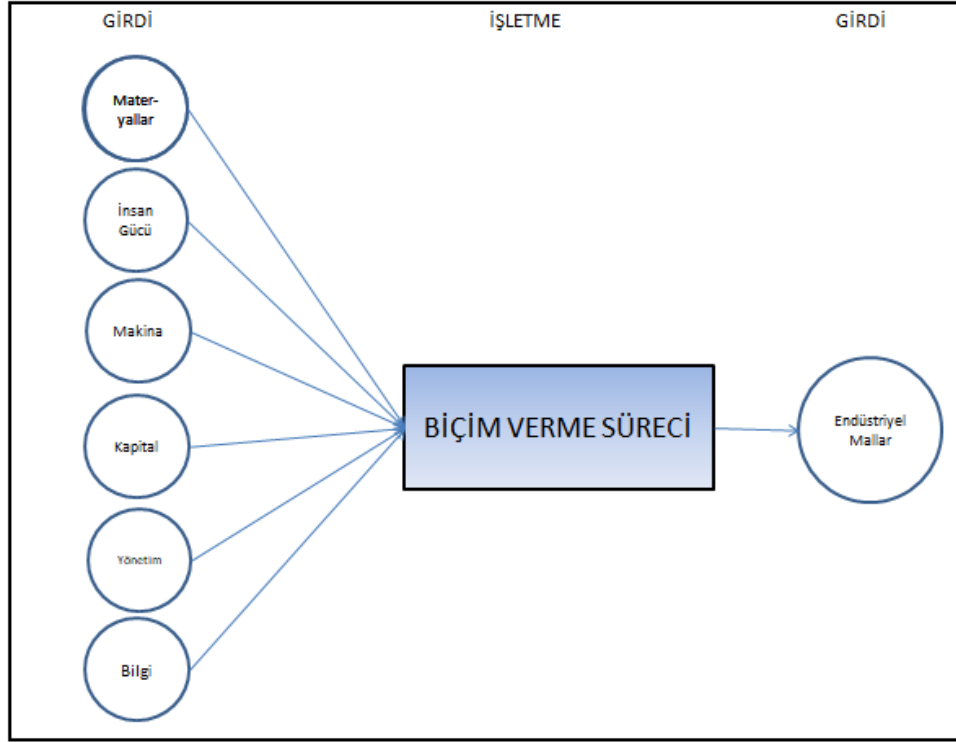 GİRDİ
İŞLETME
GİRDİ
Mater-
yallar
İnsan
Gücü
Makina
Kapital
Yönetim
Bilgi
BİÇİM VERME SÜRECİ
Endüstriyel
Mallar